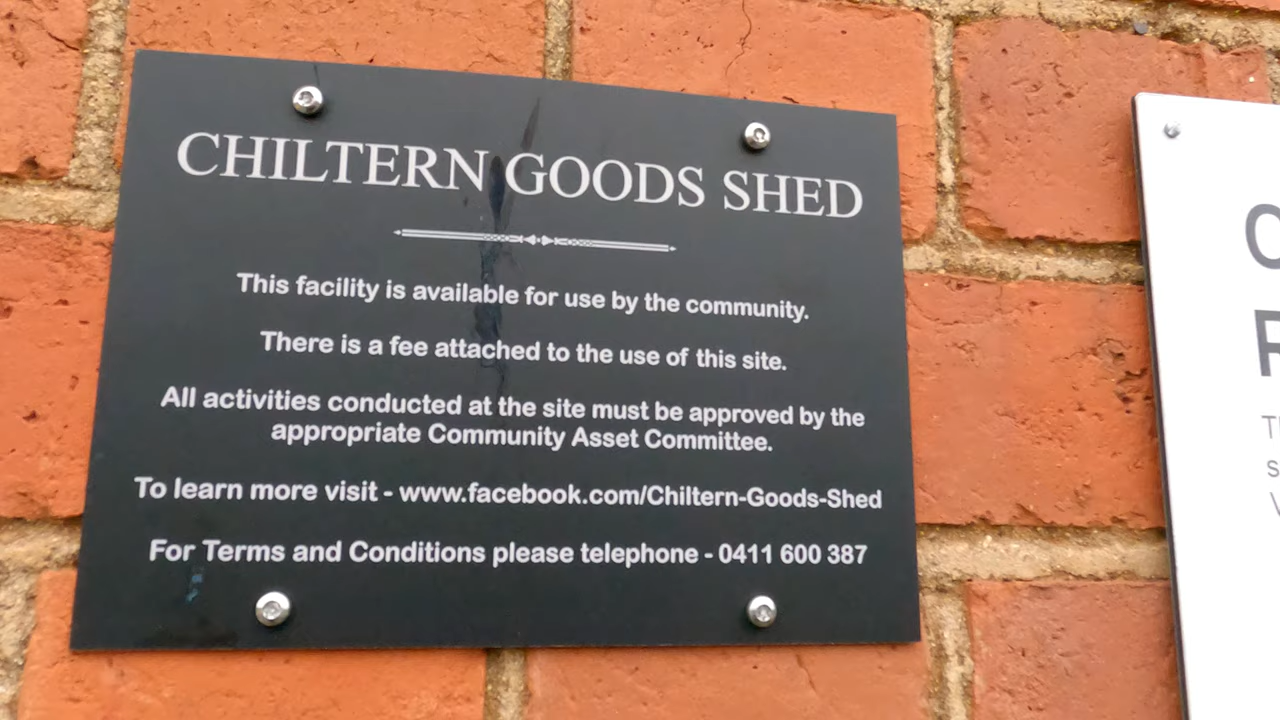 CHILTERN GOODS SHED
This facility is available for use by the community.
There is a fee attached to the use of this site.
All activities conducted at the site must be approved by the
appropriate Community Asset Committee.
To learn more visit - www.facebook.com/Chiltern-Goods-Shed
For Terms and Conditions please telephone - 0411 600 387